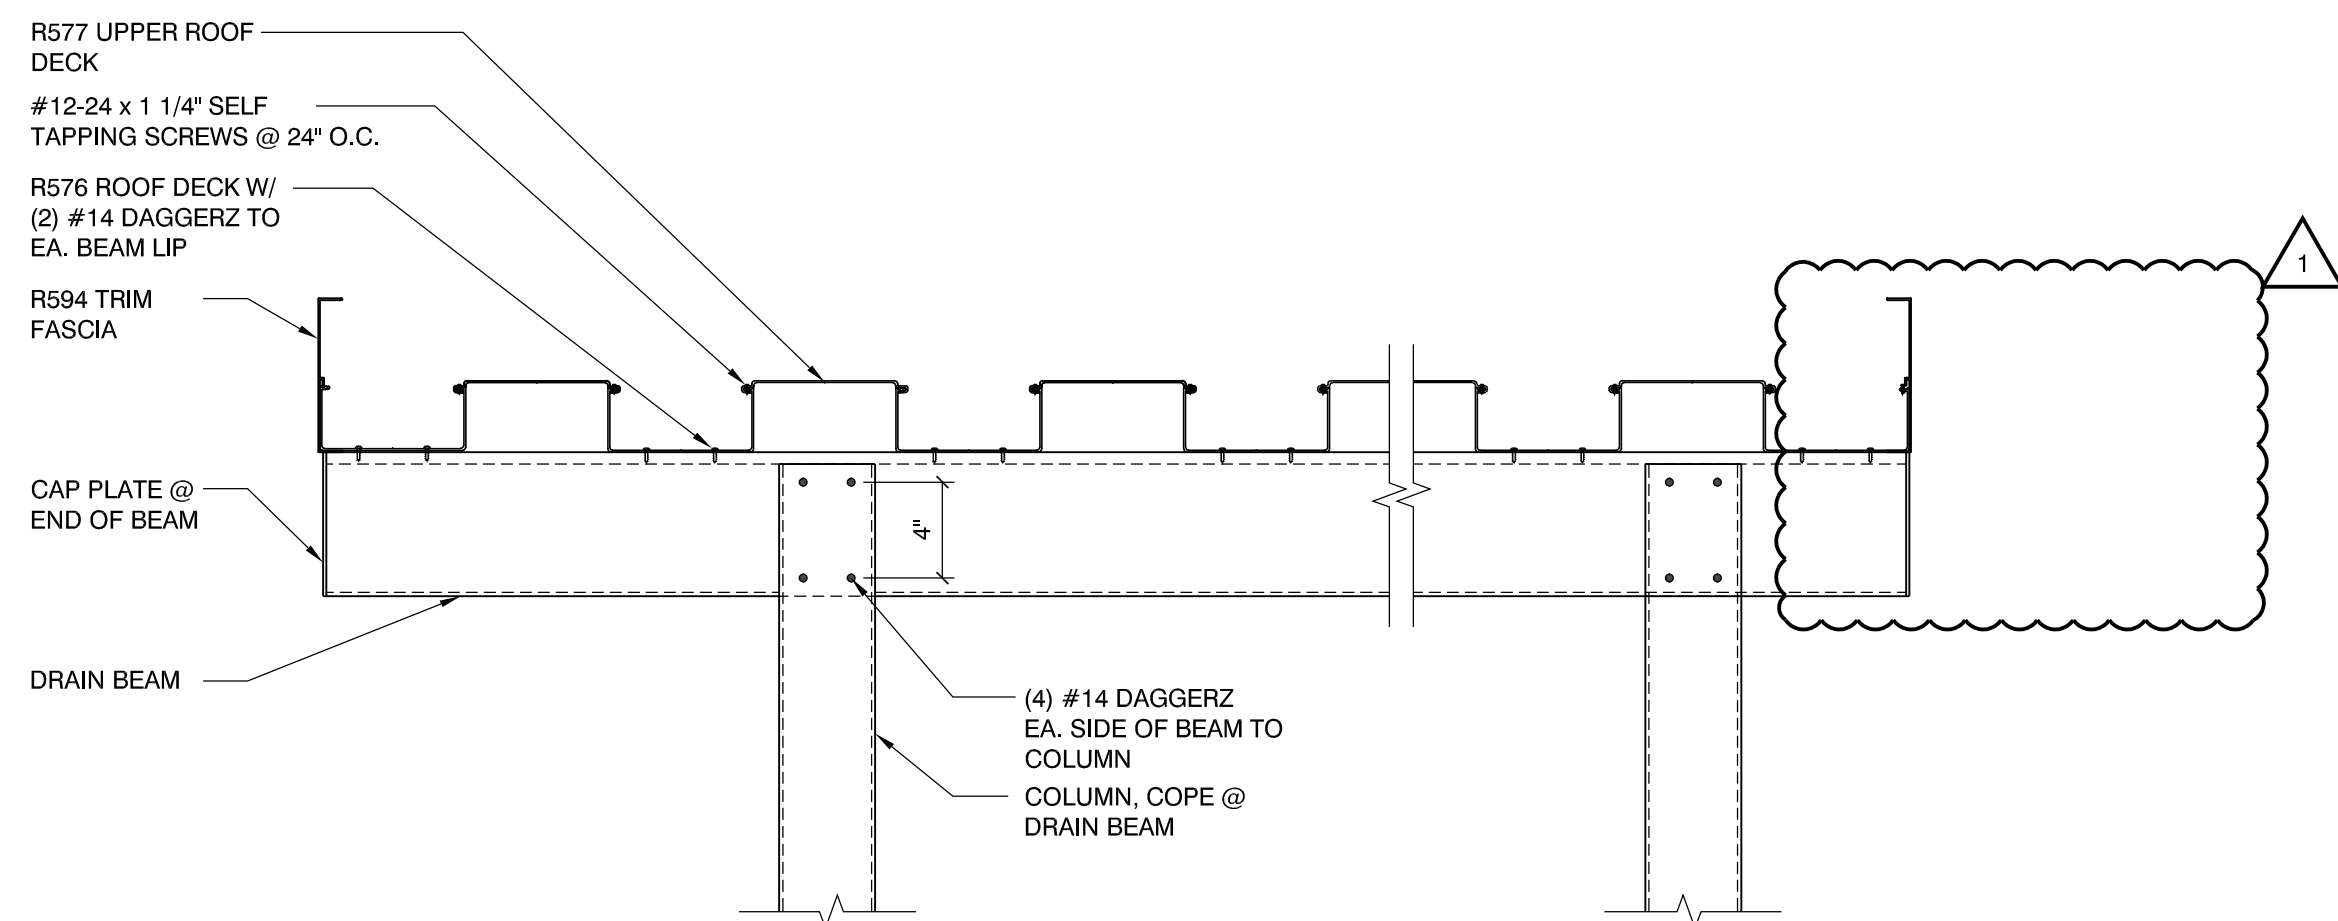 R577 UPPER ROOF
DECK
#12-24 x 1 1/4" SELF
TAPPING SCREWS @ 24" O.C.
R576 ROOF DECK W/
(2) #14 DAGGERZ TO
EA. BEAM LIP
R594 TRIM
FASCIA
1
CAP PLATE @
END OF BEAM
4"
DRAIN BEAM
(4) #14 DAGGERZ
EA. SIDE OF BEAM TO
COLUMN
COLUMN, COPE @
DRAIN BEAM